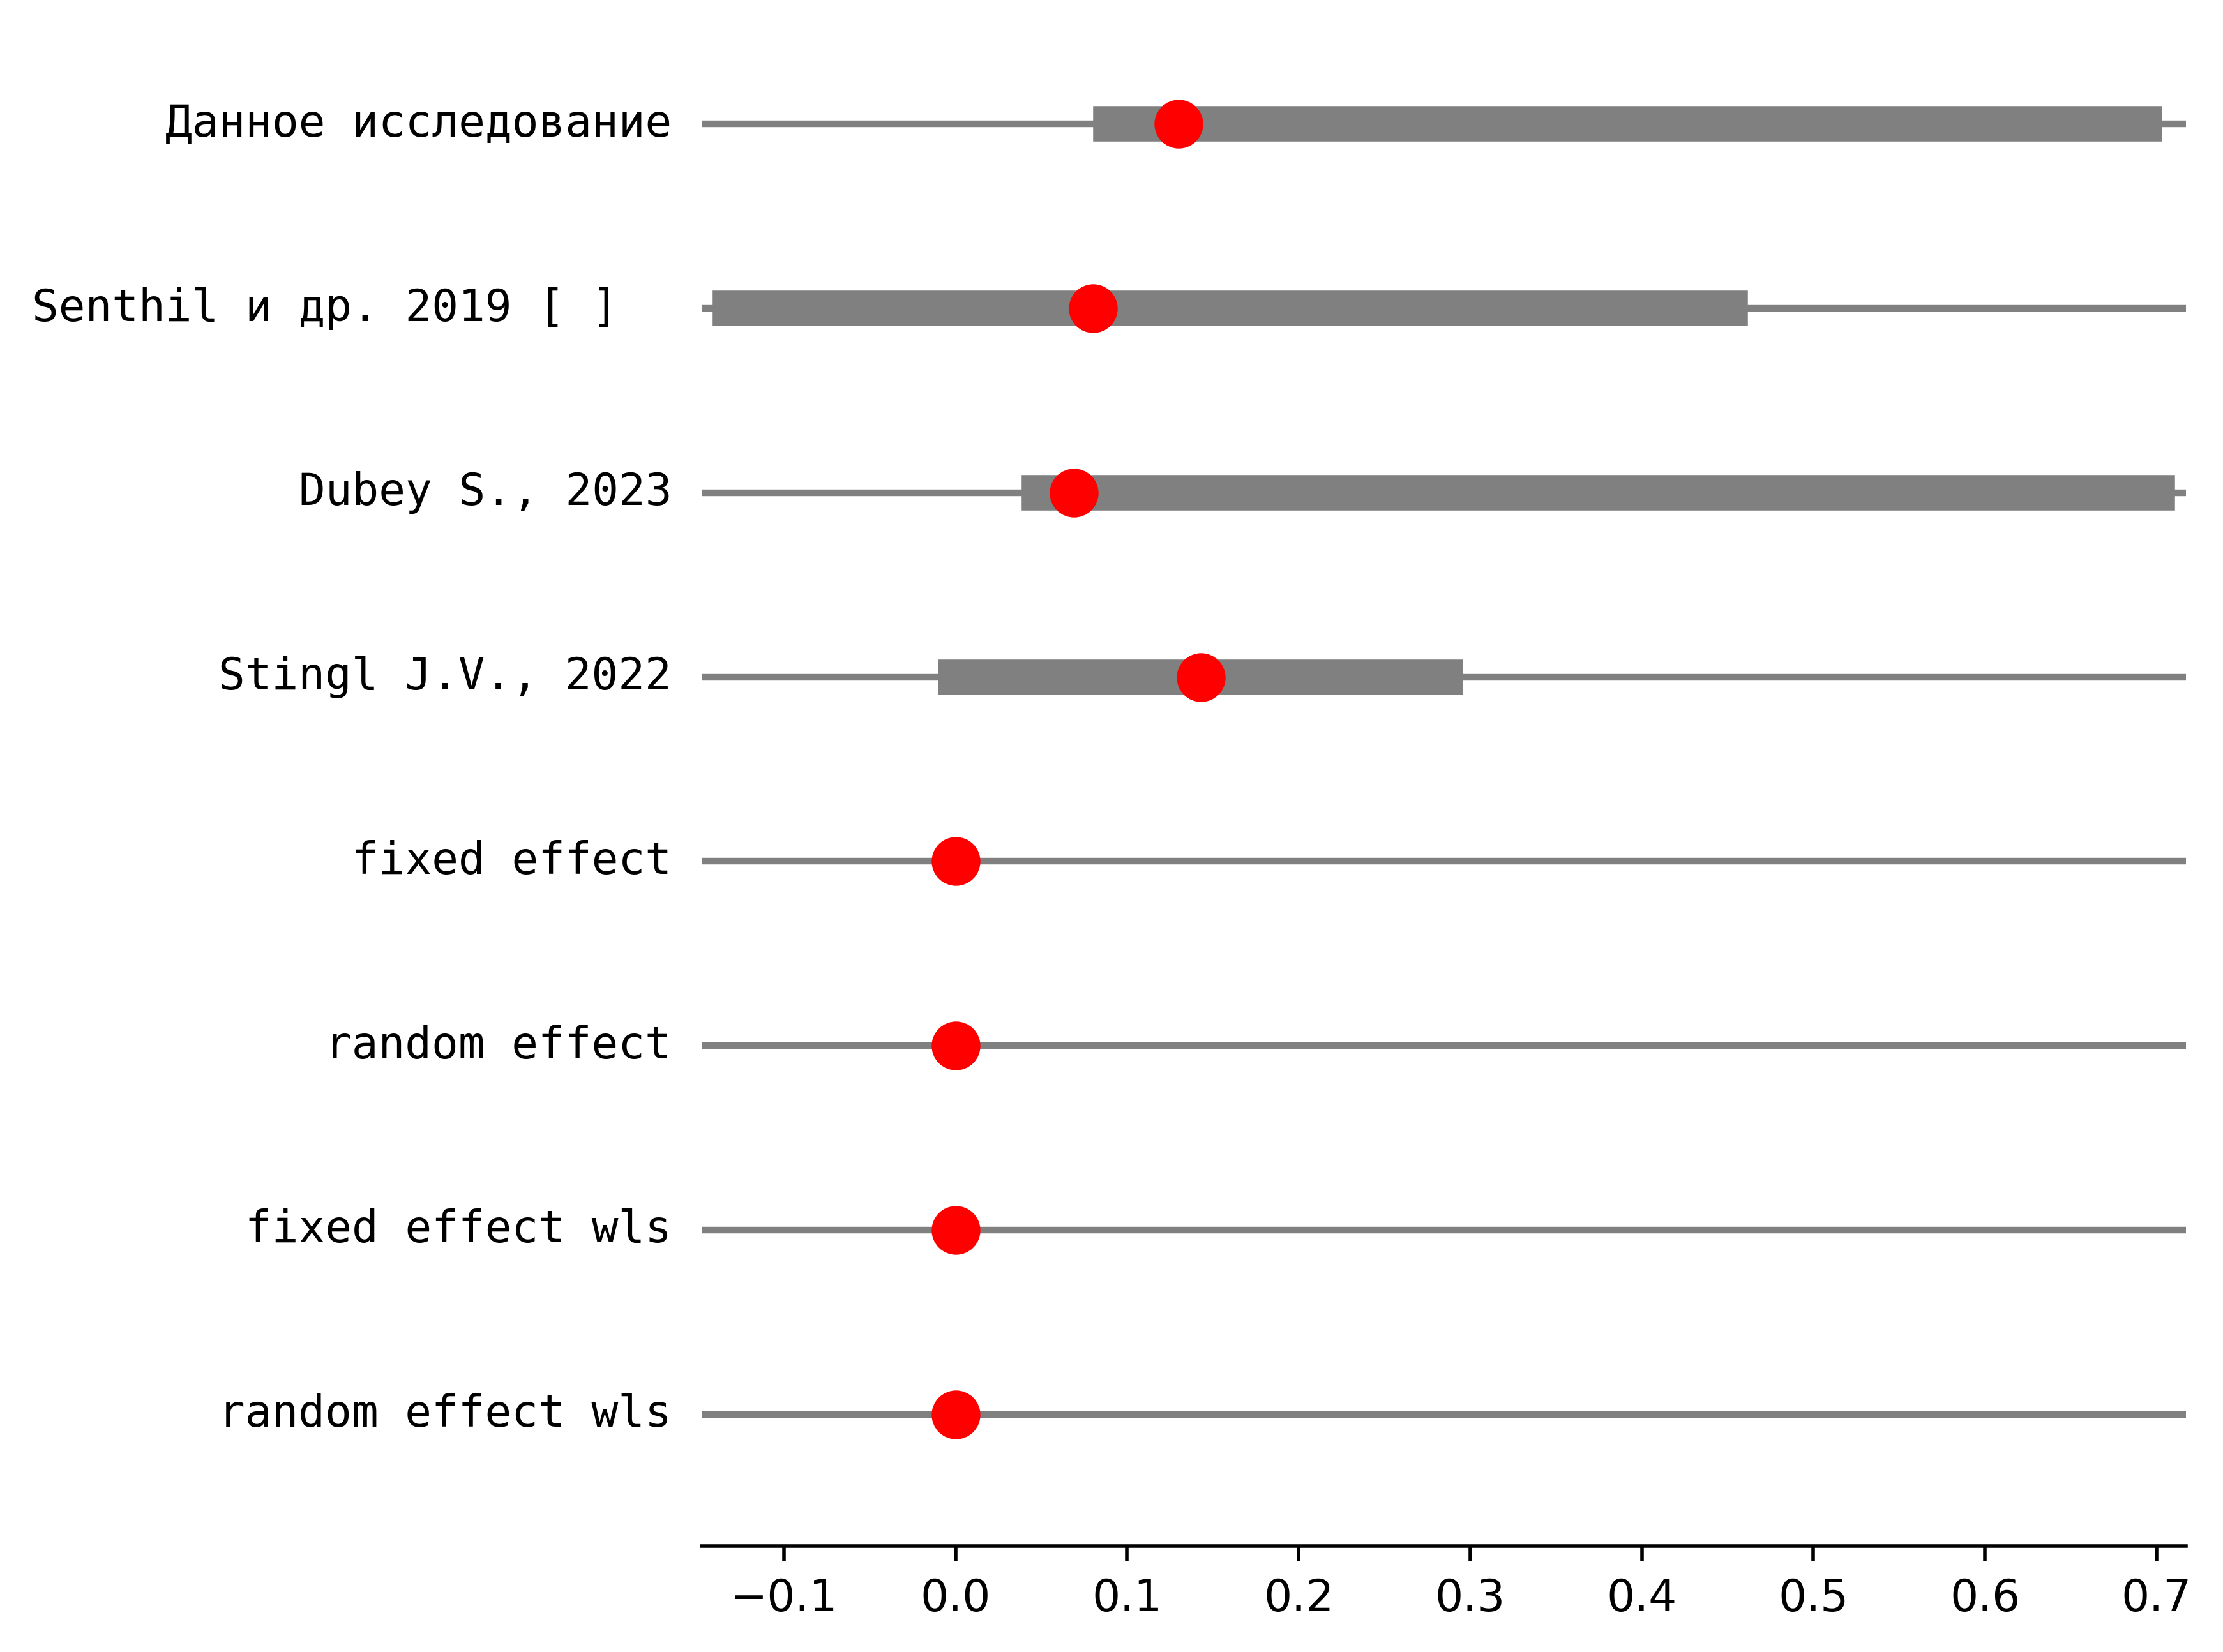 Данное исследование
Senthil и др. 2019 [ ]
Dubey S., 2023
Stingl J.V., 2022
fixed effect
random effect
fixed effect wls
random effect wls
−0.1 0.0 0.1 0.2 0.3 0.4 0.5 0.6 0.7